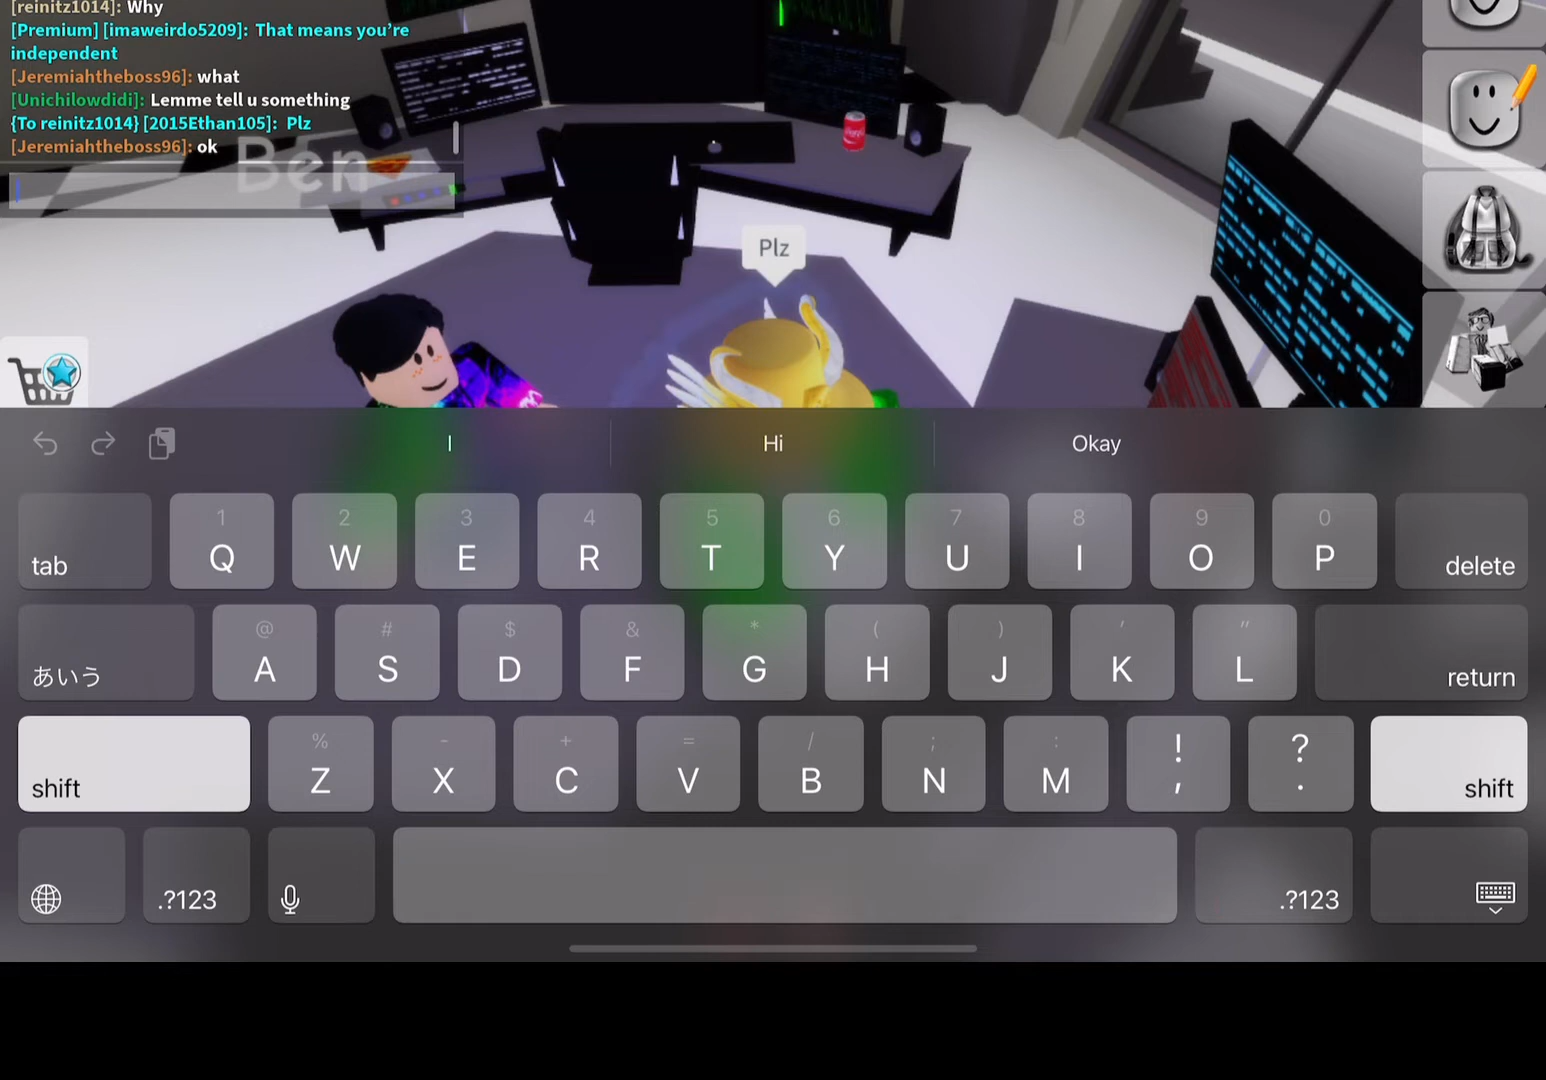 [reinitz1014]: Why
[Premium] [imaweirdo5209]: That means you're
independent
[Jeremiahtheboss96]: what
[Unichilowdidi]: Lemme tell u something
{To reinitz1014} [2015Ethan105]: Plz
[Jeremiahtheboss96]: ok
Ben
Plz
I Hi Okay
1 2 3 4 5 6 7 8 9 0
tab Q W E R T Y U I O P delete
@ # $ & * ( ) ' "
あいう A S D F G H J K L return
% - + = / ; : ! ?
shift Z X C V B N M , . shift
.?123 .?123